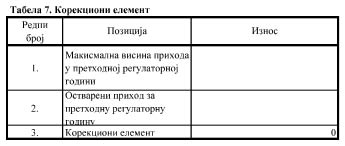 Табела 7. Корекциони елемент
Редни број
Позиција
Износ
1.
Макисмална висина прихода
у претходној регулаторној
години
2.
Остварени приход за
претходну регулаторну
годину
3.
Корекциони елемент
0